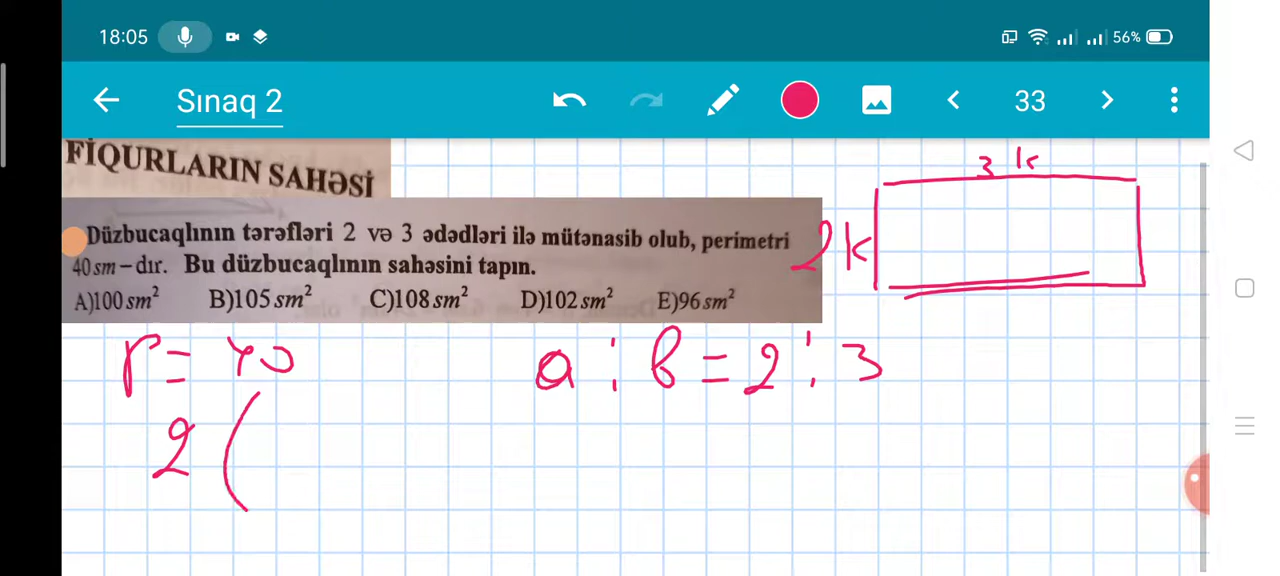 18:05
56%
Sınaq 2
33
FİQURLARIN SAHƏSİ
Düzbucaqlının tərəfləri 2 və 3 ədədləri ilə mütənasib olub, perimetri
40 sm – dır. Bu düzbucaqlının sahəsini tapın.
A)100 sm² B)105 sm² C)108 sm² D)102 sm² E)96 sm²
3 k
2k
P = 40
a : b = 2 : 3
2 (